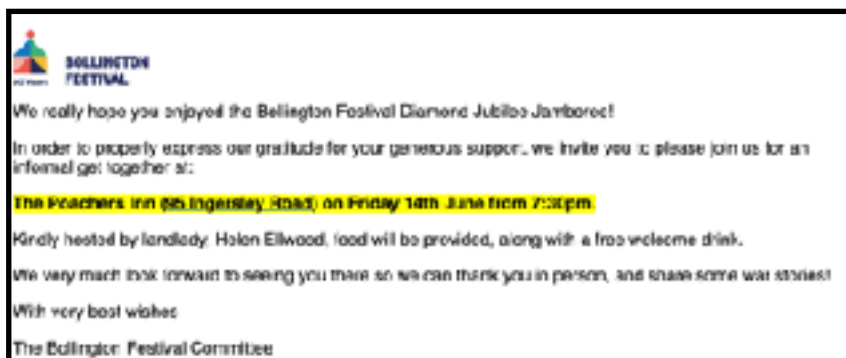 BOLLINGTON
FESTIVAL
We really hope you enjoyed the Bollington Festival Diamond Jubilee Jamboree!
In order to properly express our gratitude for your generous support, we invite you to please join us for an
informal get together at:
The Poachers Inn (95 Ingersley Road) on Friday 14th June from 7:30pm.
Kindly hosted by landlady, Helen Ellwood, food will be provided, along with a free welcome drink.
We very much look forward to seeing you there so we can thank you in person, and share some war stories!
With very best wishes
The Bollington Festival Committee